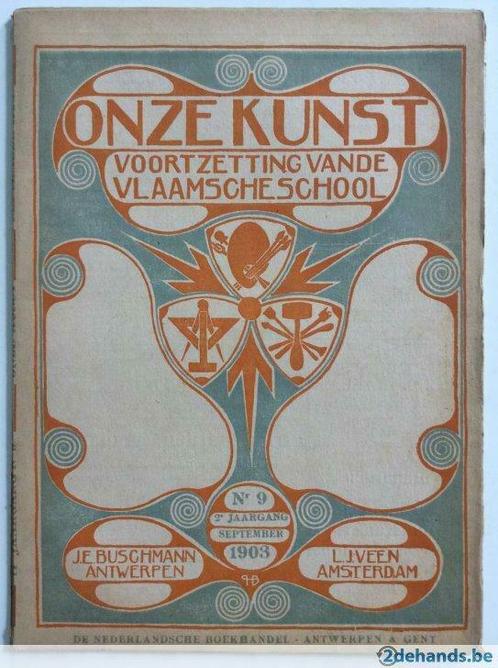 ONZE KUNST
VOORTZETTING VAN DE
VLAAMSCHE SCHOOL
Nr 9
2e JAARGANG
SEPTEMBER
1903
J.E. BUSCHMANN
ANTWERPEN
L.J. VEEN
AMSTERDAM
DE NEDERLANDSCHE BOEKHANDEL - ANTWERPEN & GENT
2dehands.be